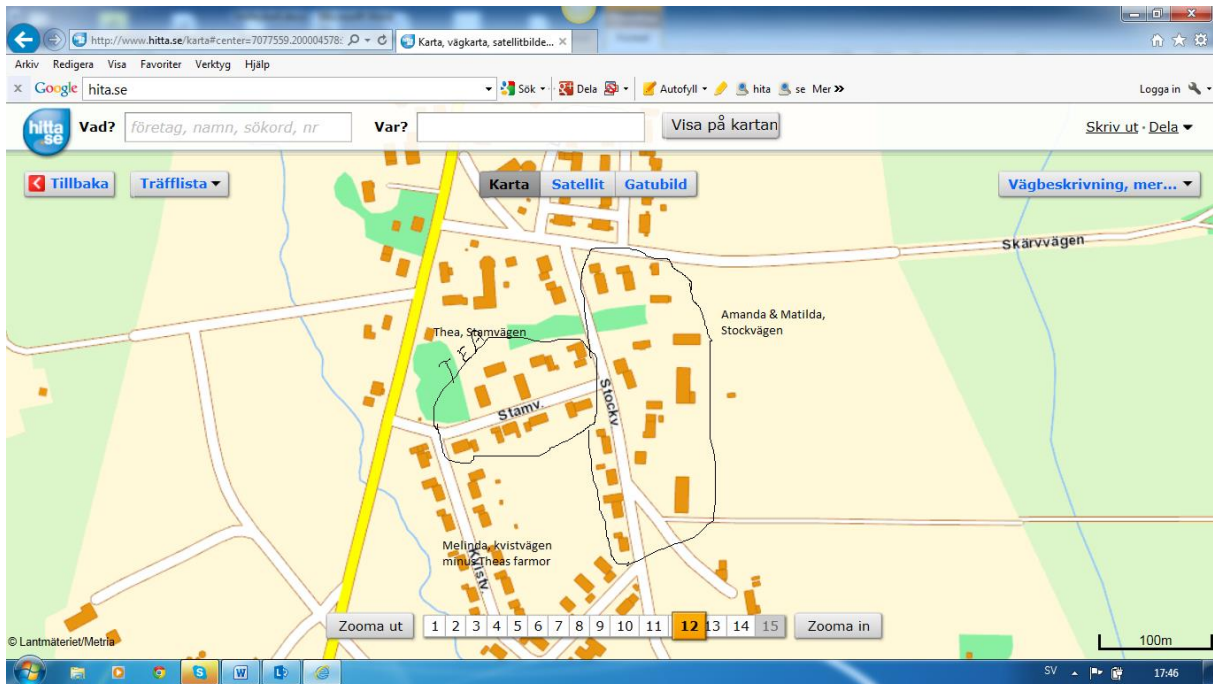 http://www.hitta.se/karta#center=7077559.200004578:
Karta, vägkarta, satellitbilde...
Arkiv Redigera Visa Favoriter Verktyg Hjälp
x Google hita.se Sök Dela Autofyll hita se Mer Logga in
hitta.se Vad? företag, namn, sökord, nr Var? Visa på kartan Skriv ut · Dela
Tillbaka Träfflista Karta Satellit Gatubild Vägbeskrivning, mer...
Skärvvägen
Amanda & Matilda,
Stockvägen
Thea, Stamvägen
Stockv.
Stamv.
Melinda, kvistvägen
minus Theas farmor
Kvistv.
Zooma ut 1 2 3 4 5 6 7 8 9 10 11 12 13 14 15 Zooma in
© Lantmäteriet/Metria
100m
SV 17:46